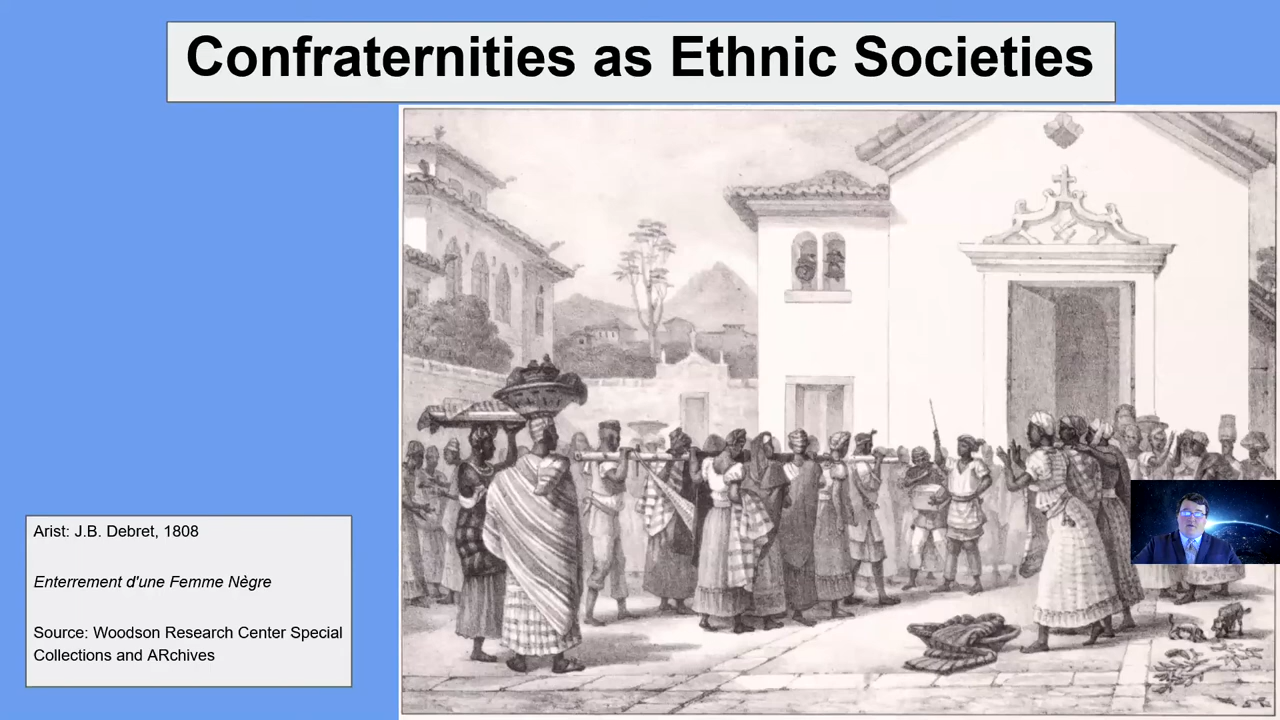 Confraternities as Ethnic Societies
Arist: J.B. Debret, 1808
Enterrement d'une Femme Nègre
Source: Woodson Research Center Special
Collections and ARchives